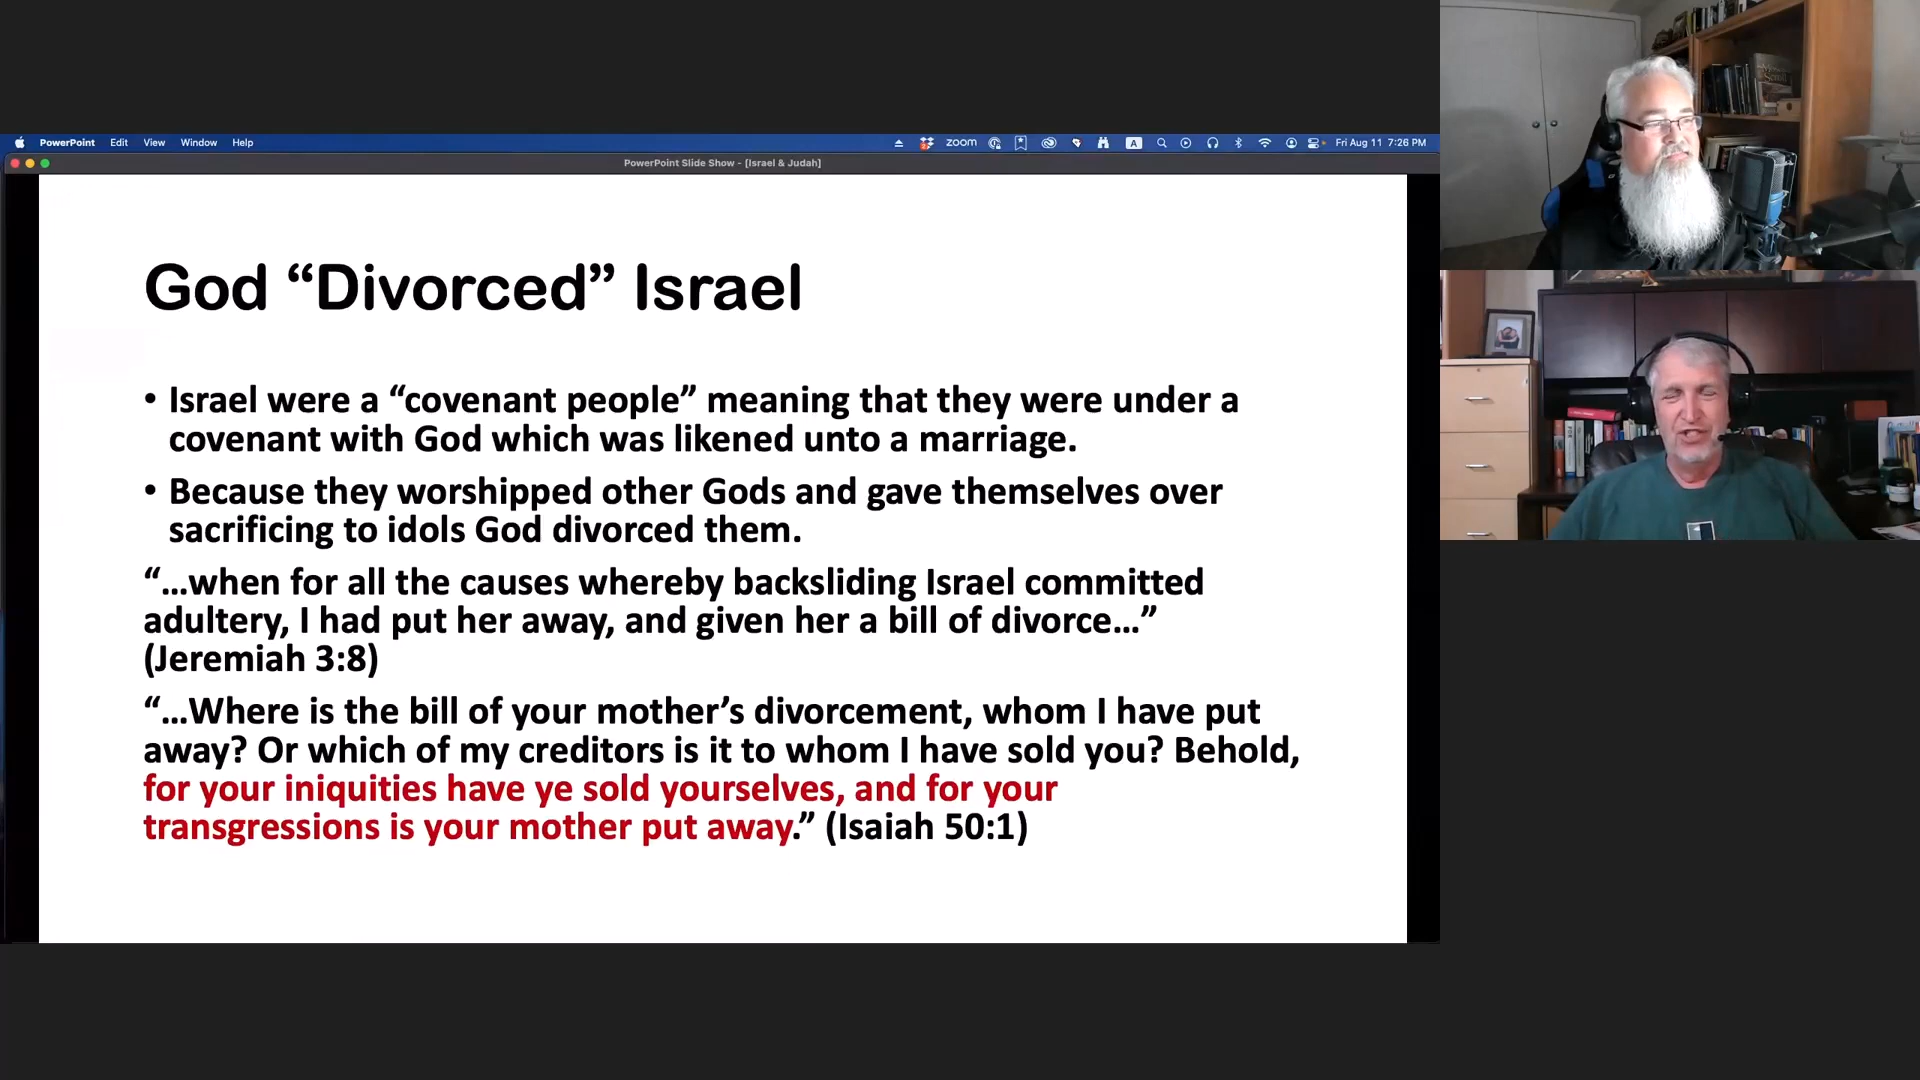 PowerPoint Edit View Window Help
zoom A Fri Aug 11 7:26 PM
PowerPoint Slide Show - [Israel & Judah]
God “Divorced” Israel
• Israel were a “covenant people” meaning that they were under a
covenant with God which was likened unto a marriage.
• Because they worshipped other Gods and gave themselves over
sacrificing to idols God divorced them.
“…when for all the causes whereby backsliding Israel committed
adultery, I had put her away, and given her a bill of divorce…”
(Jeremiah 3:8)
“…Where is the bill of your mother’s divorcement, whom I have put
away? Or which of my creditors is it to whom I have sold you? Behold,
for your iniquities have ye sold yourselves, and for your
transgressions is your mother put away.” (Isaiah 50:1)